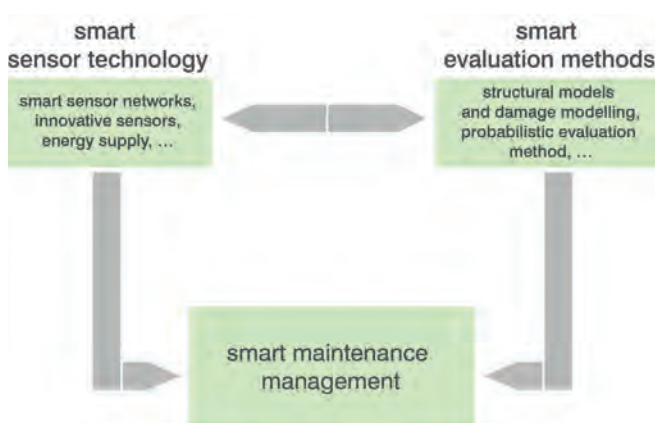 smart
sensor technology
smart sensor networks,
innovative sensors,
energy supply, ...
smart
evaluation methods
structural models
and damage modelling,
probabilistic evaluation
method, ...
smart maintenance
management